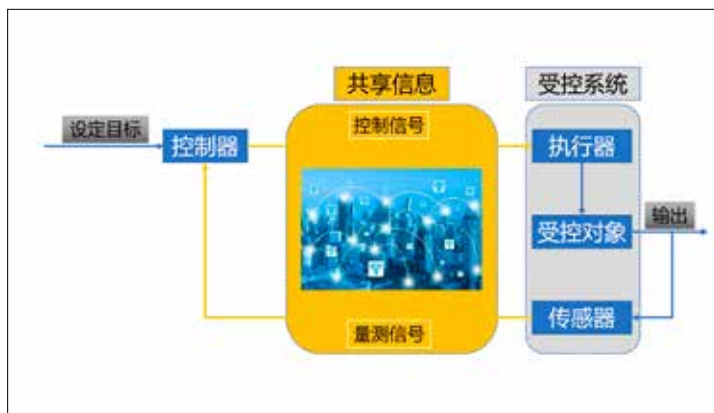 共享信息
受控系统
设定目标
控制器
控制信号
执行器
受控对象
输出
量测信号
传感器